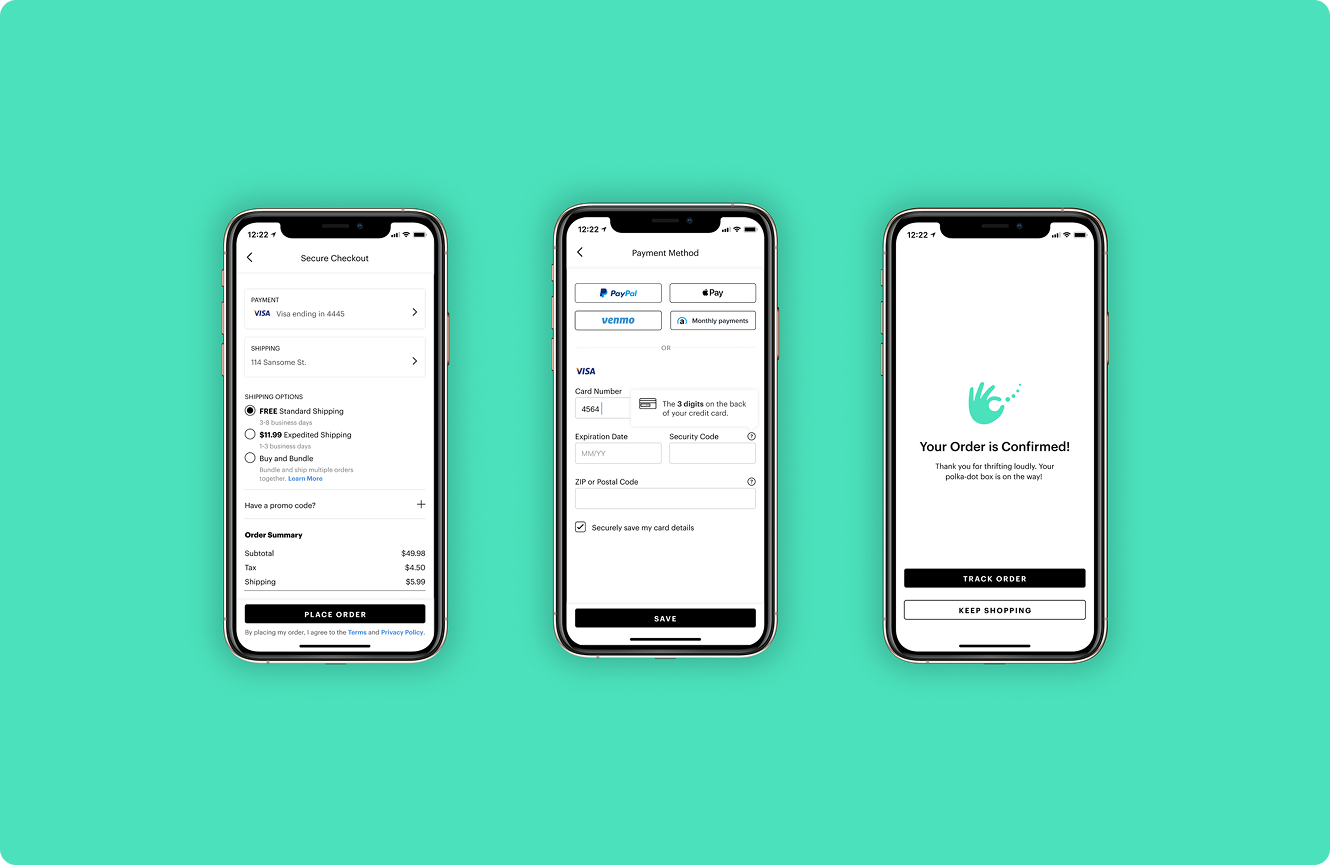 12:22
Secure Checkout
PAYMENT
VISA Visa ending in 4445
SHIPPING
114 Sansome St.
SHIPPING OPTIONS
FREE Standard Shipping
3-8 business days
$11.99 Expedited Shipping
1-3 business days
Buy and Bundle
Bundle and ship multiple orders
together. Learn More
Have a promo code?
Order Summary
Subtotal $49.98
Tax $4.50
Shipping $5.99
PLACE ORDER
By placing my order, I agree to the Terms and Privacy Policy.
12:22
Payment Method
PayPal Pay
venmo a Monthly payments
OR
VISA
Card Number
4564
The 3 digits on the back
of your credit card.
Expiration Date Security Code ?
MM/YY
ZIP or Postal Code ?
Securely save my card details
SAVE
12:22
Your Order is Confirmed!
Thank you for thrifting loudly. Your
polka-dot box is on the way!
TRACK ORDER
KEEP SHOPPING